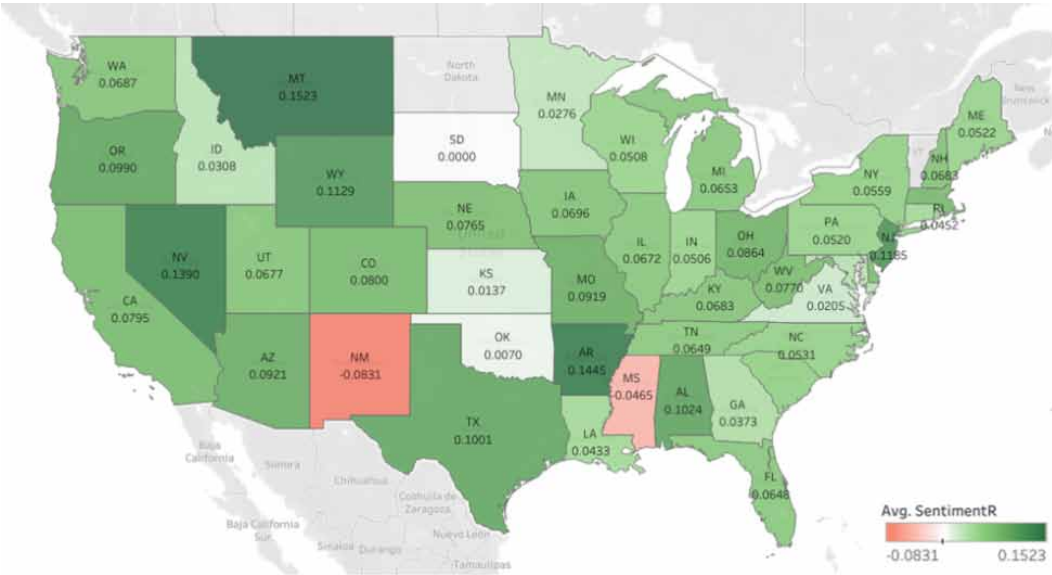 WA
0.0687
MT
0.1523
North
Dakota
MN
0.0276
ME
0.0522
OR
0.0990
ID
0.0308
SD
0.0000
WI
0.0508
MI
0.0653
VT
NH
0.0683
NY
0.0559
WY
0.1129
NE
0.0765
IA
0.0696
RI
0.0452
NV
0.1390
UT
0.0677
CO
0.0800
KS
0.0137
MO
0.0919
IL
0.0672
IN
0.0506
OH
0.0864
PA
0.0520
NJ
0.1185
WV
0.0770
VA
0.0205
KY
0.0683
CA
0.0795
AZ
0.0921
NM
-0.0831
OK
0.0070
AR
0.1445
TN
0.0649
NC
0.0531
MS
-0.0465
AL
0.1024
GA
0.0373
TX
0.1001
LA
0.0433
FL
0.0648
Baja
California
Sonora
Chihuahua
Coahuila de
Zaragoza
Baja California
Sur
Sinaloa
Durango
Nuevo León
Tamaulipas
Avg. SentimentR
-0.0831
0.1523